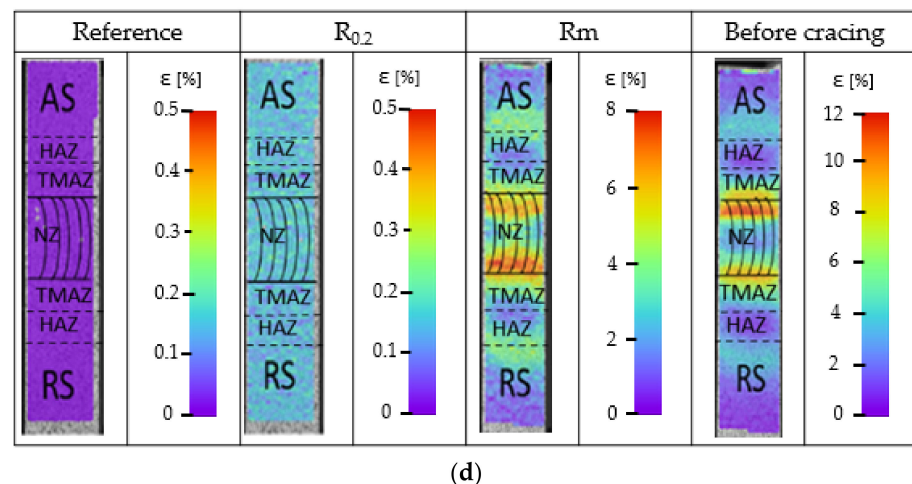 Reference R0.2 Rm Before cracing
AS ε [%] AS ε [%] AS ε [%] AS ε [%]
0.5 0.5 8 12
HAZ HAZ HAZ HAZ
0.4 0.4 6 10
TMAZ TMAZ TMAZ TMAZ
0.3 0.3 8
NZ NZ NZ NZ
4 6
0.2 0.2
TMAZ TMAZ TMAZ TMAZ
4
HAZ HAZ HAZ HAZ
0.1 0.1 2 2
RS RS RS RS
0 0 0 0
(d)